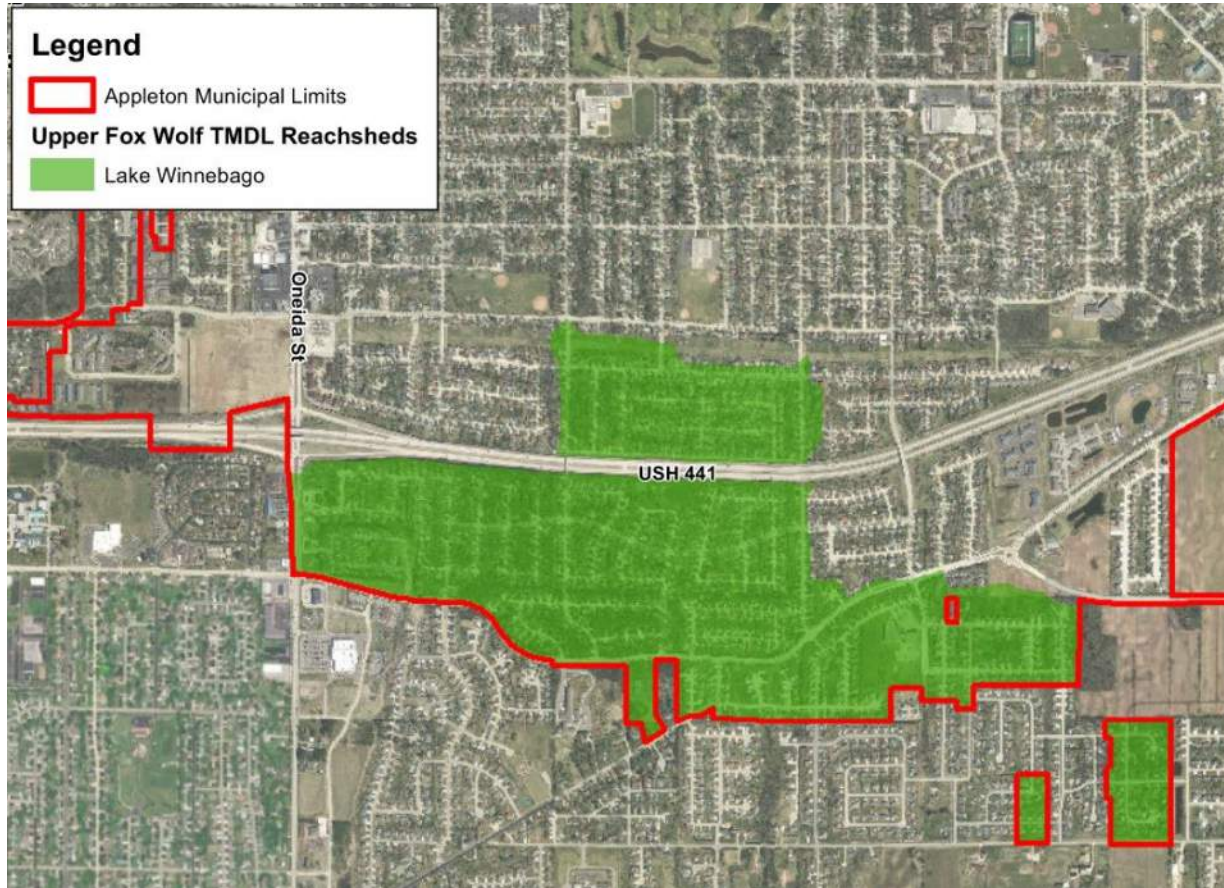 Legend
Appleton Municipal Limits
Upper Fox Wolf TMDL Reachsheds
Lake Winnebago
Oneida St
USH 441